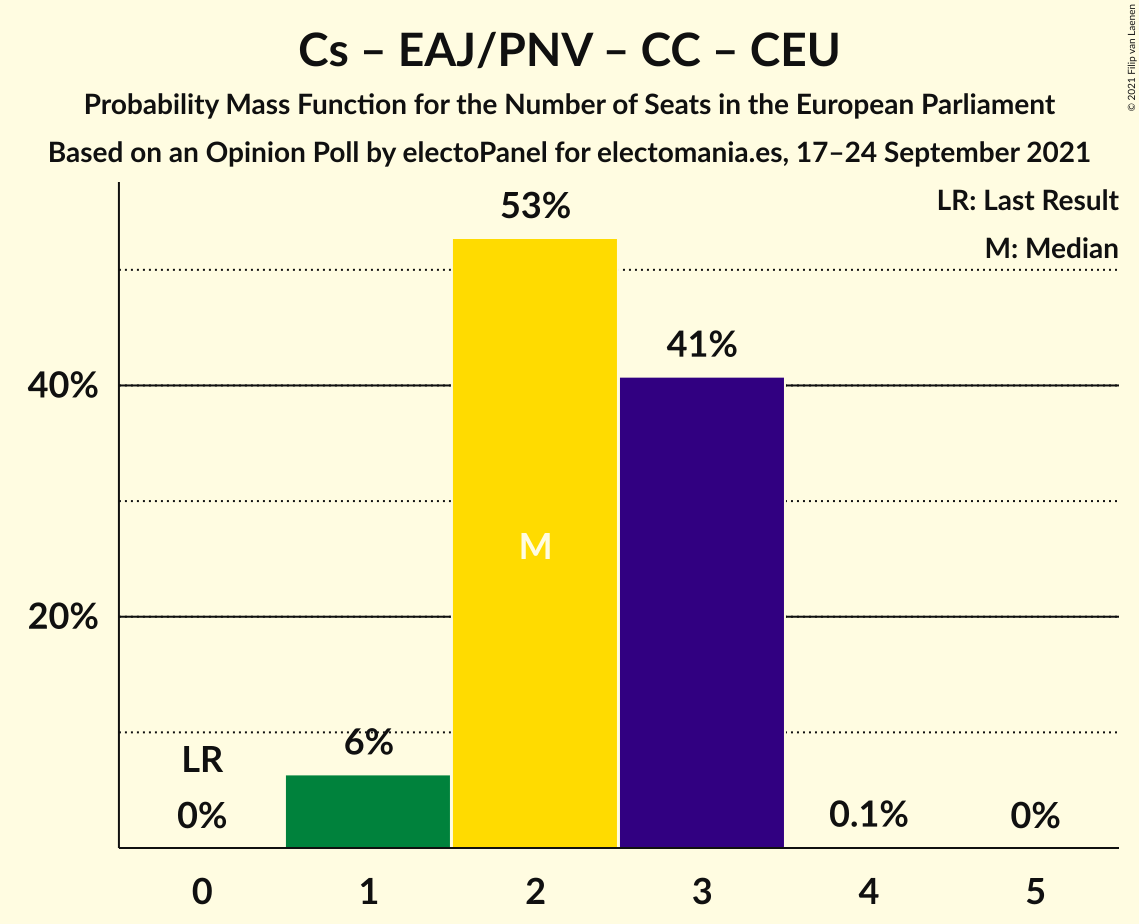 Cs – EAJ/PNV – CC – CEU
Probability Mass Function for the Number of Seats in the European Parliament
Based on an Opinion Poll by electoPanel for electomania.es, 17–24 September 2021
© 2021 Filip van Laenen
LR: Last Result
M: Median
53%
41%
40%
M
20%
6%
LR
0%
0.1%
0%
0 1 2 3 4 5